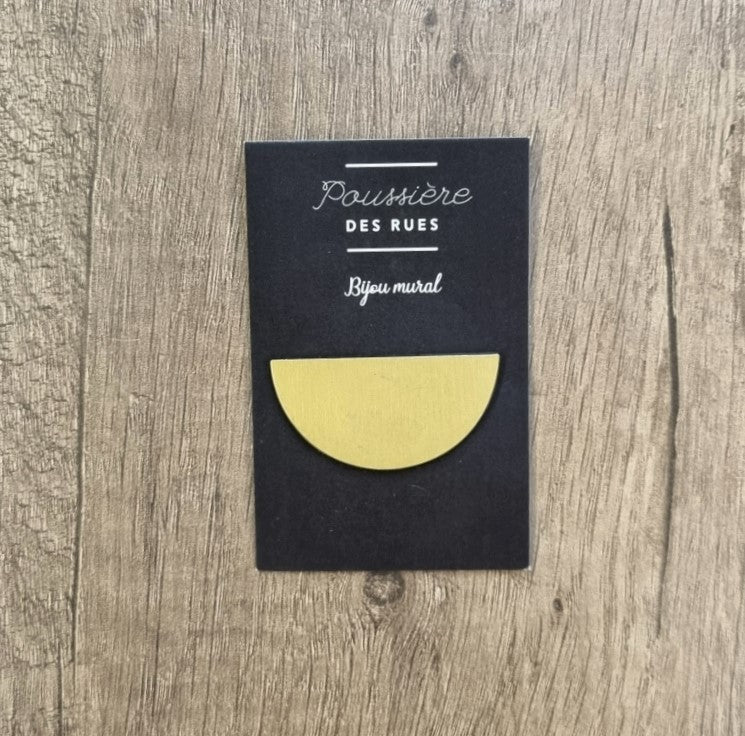 Poussière
DES RUES
Bijou mural